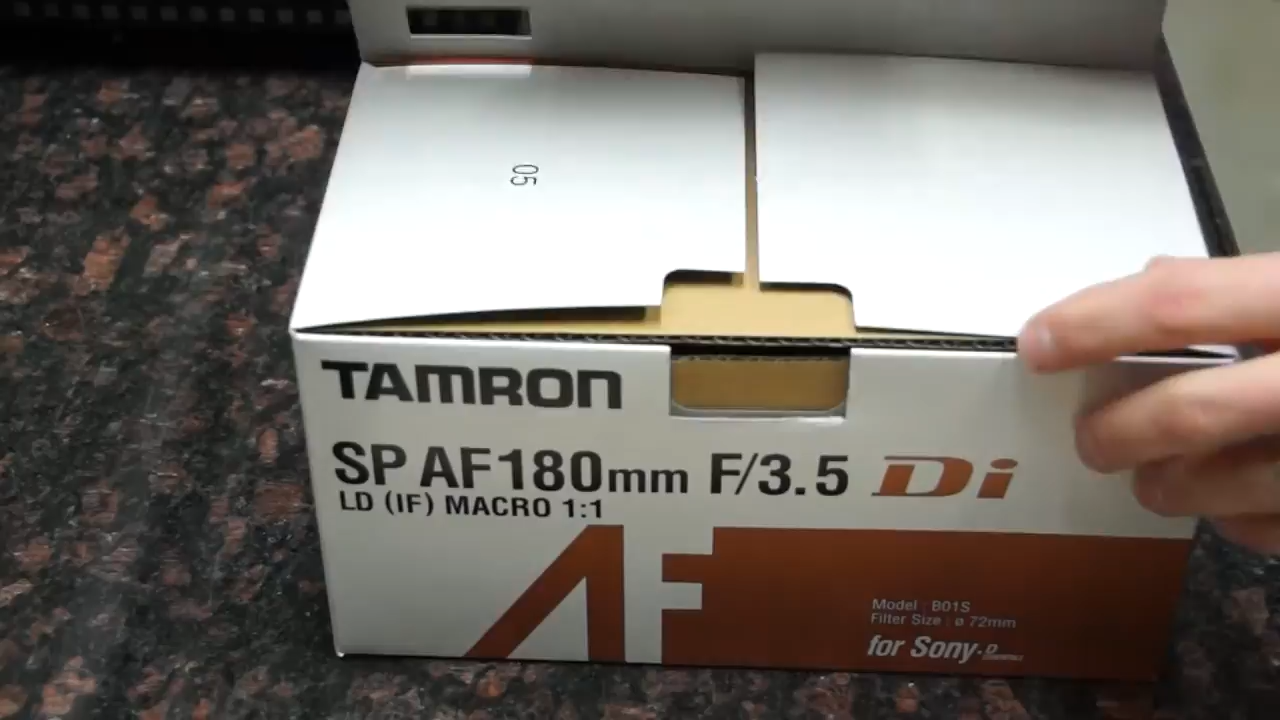 05
TAMRON
SP AF180mm F/3.5 Di
LD (IF) MACRO 1:1
AF
Model : B01S
Filter Size : ø 72mm
for Sony-D